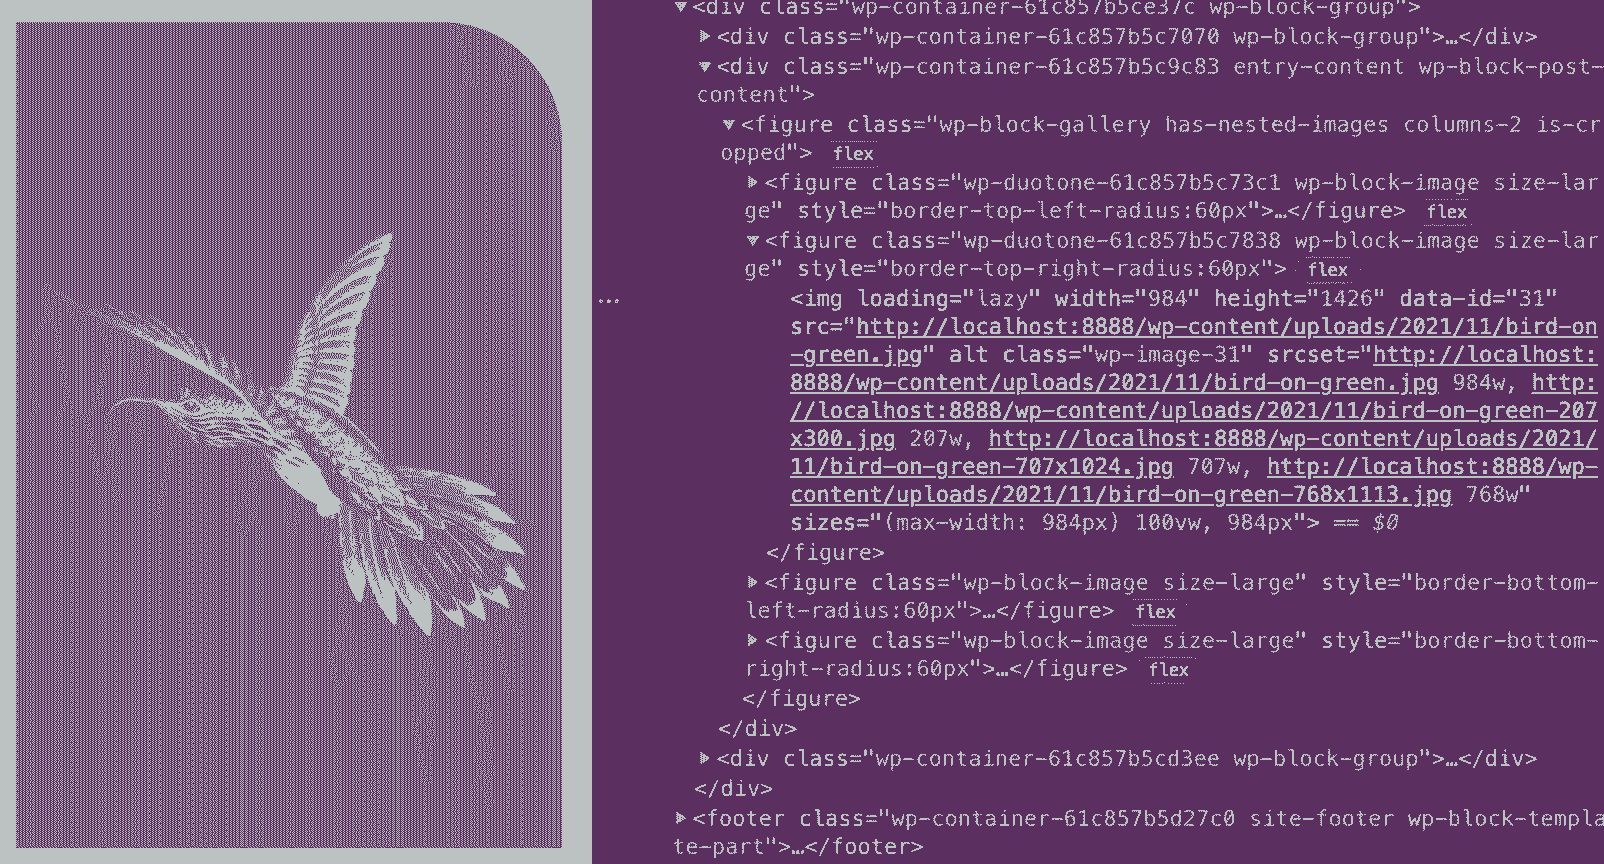 <div class="wp-container-61c857b5ce37c wp-block-group">
<div class="wp-container-61c857b5c7070 wp-block-group">…</div>
<div class="wp-container-61c857b5c9c83 entry-content wp-block-post-
content">
<figure class="wp-block-gallery has-nested-images columns-2 is-cr
opped"> flex
<figure class="wp-duotone-61c857b5c73c1 wp-block-image size-lar
ge" style="border-top-left-radius:60px">…</figure> flex
<figure class="wp-duotone-61c857b5c7838 wp-block-image size-lar
ge" style="border-top-right-radius:60px"> flex
… <img loading="lazy" width="984" height="1426" data-id="31"
src="http://localhost:8888/wp-content/uploads/2021/11/bird-on
-green.jpg" alt class="wp-image-31" srcset="http://localhost:
8888/wp-content/uploads/2021/11/bird-on-green.jpg 984w, http:
//localhost:8888/wp-content/uploads/2021/11/bird-on-green-207
x300.jpg 207w, http://localhost:8888/wp-content/uploads/2021/
11/bird-on-green-707x1024.jpg 707w, http://localhost:8888/wp-
content/uploads/2021/11/bird-on-green-768x1113.jpg 768w"
sizes="(max-width: 984px) 100vw, 984px"> == $0
</figure>
<figure class="wp-block-image size-large" style="border-bottom-
left-radius:60px">…</figure> flex
<figure class="wp-block-image size-large" style="border-bottom-
right-radius:60px">…</figure> flex
</figure>
</div>
<div class="wp-container-61c857b5cd3ee wp-block-group">…</div>
</div>
<footer class="wp-container-61c857b5d27c0 site-footer wp-block-templa
te-part">…</footer>